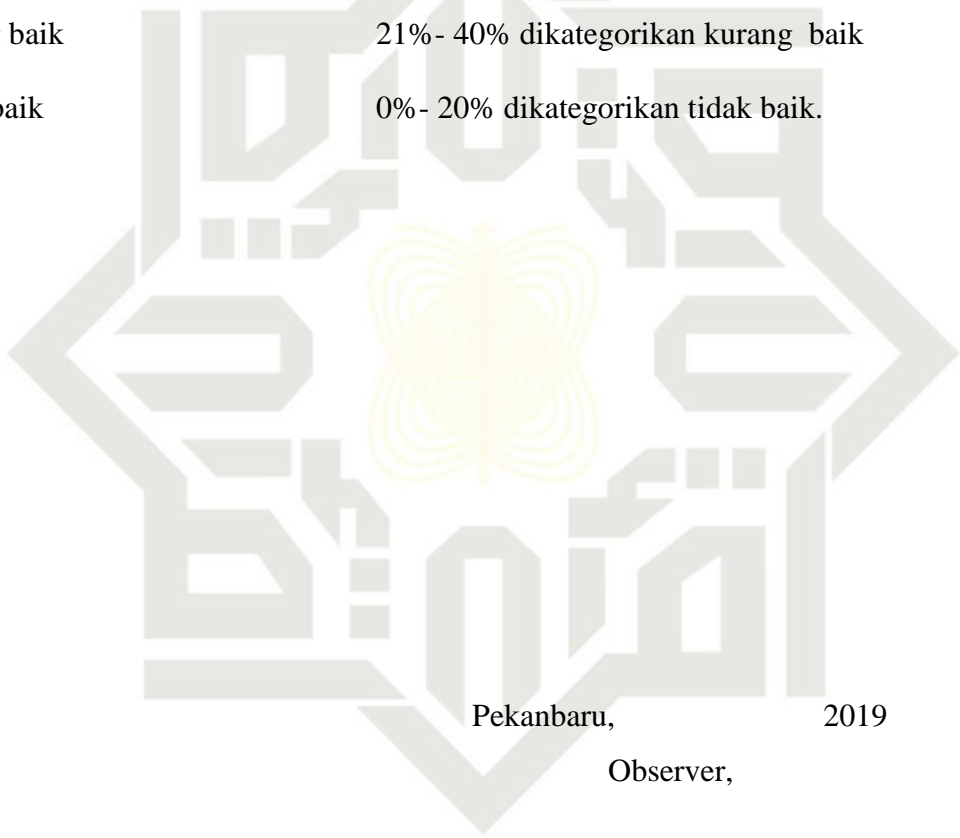 baik 21%- 40% dikategorikan kurang  baik
baik 0%- 20% dikategorikan tidak baik.
Pekanbaru, 2019
Observer,